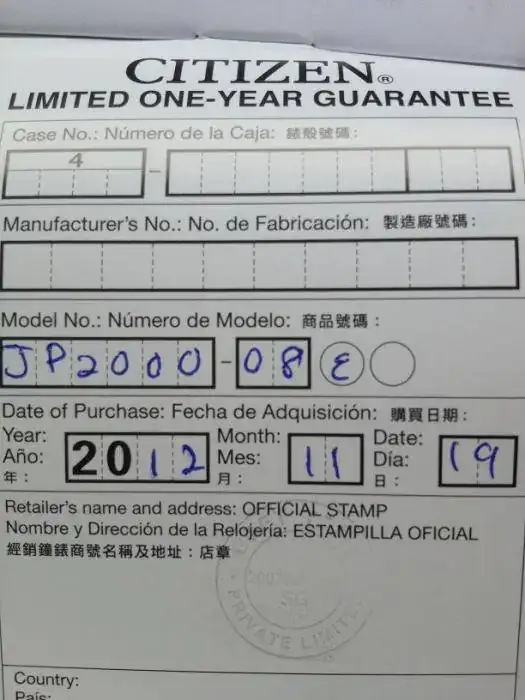 CITIZEN®
LIMITED ONE-YEAR GUARANTEE
Case No.: Número de la Caja: 錶殼號碼:
4 -
Manufacturer's No.: No. de Fabricación: 製造廠號碼:
Model No.: Número de Modelo: 商品號碼:
JP2000-08 E
Date of Purchase: Fecha de Adquisición: 購買日期:
Year: 2012 Month: 11 Date: 19
Año: Mes: Día:
年: 月: 日:
Retailer's name and address: OFFICIAL STAMP
Nombre y Dirección de la Relojería: ESTAMPILLA OFICIAL
經銷鐘錶商號名稱及地址:店章
SG
PRIVATE LIMITED
Country:
País: